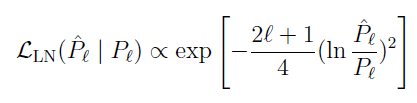 $\mathcal{L}_{\mathrm{LN}}(\hat{P}_{\ell} \mid P_{\ell}) \propto \exp\left[-\frac{2\ell+1}{4}(\ln \frac{\hat{P}_{\ell}}{P_{\ell}})^2\right]$